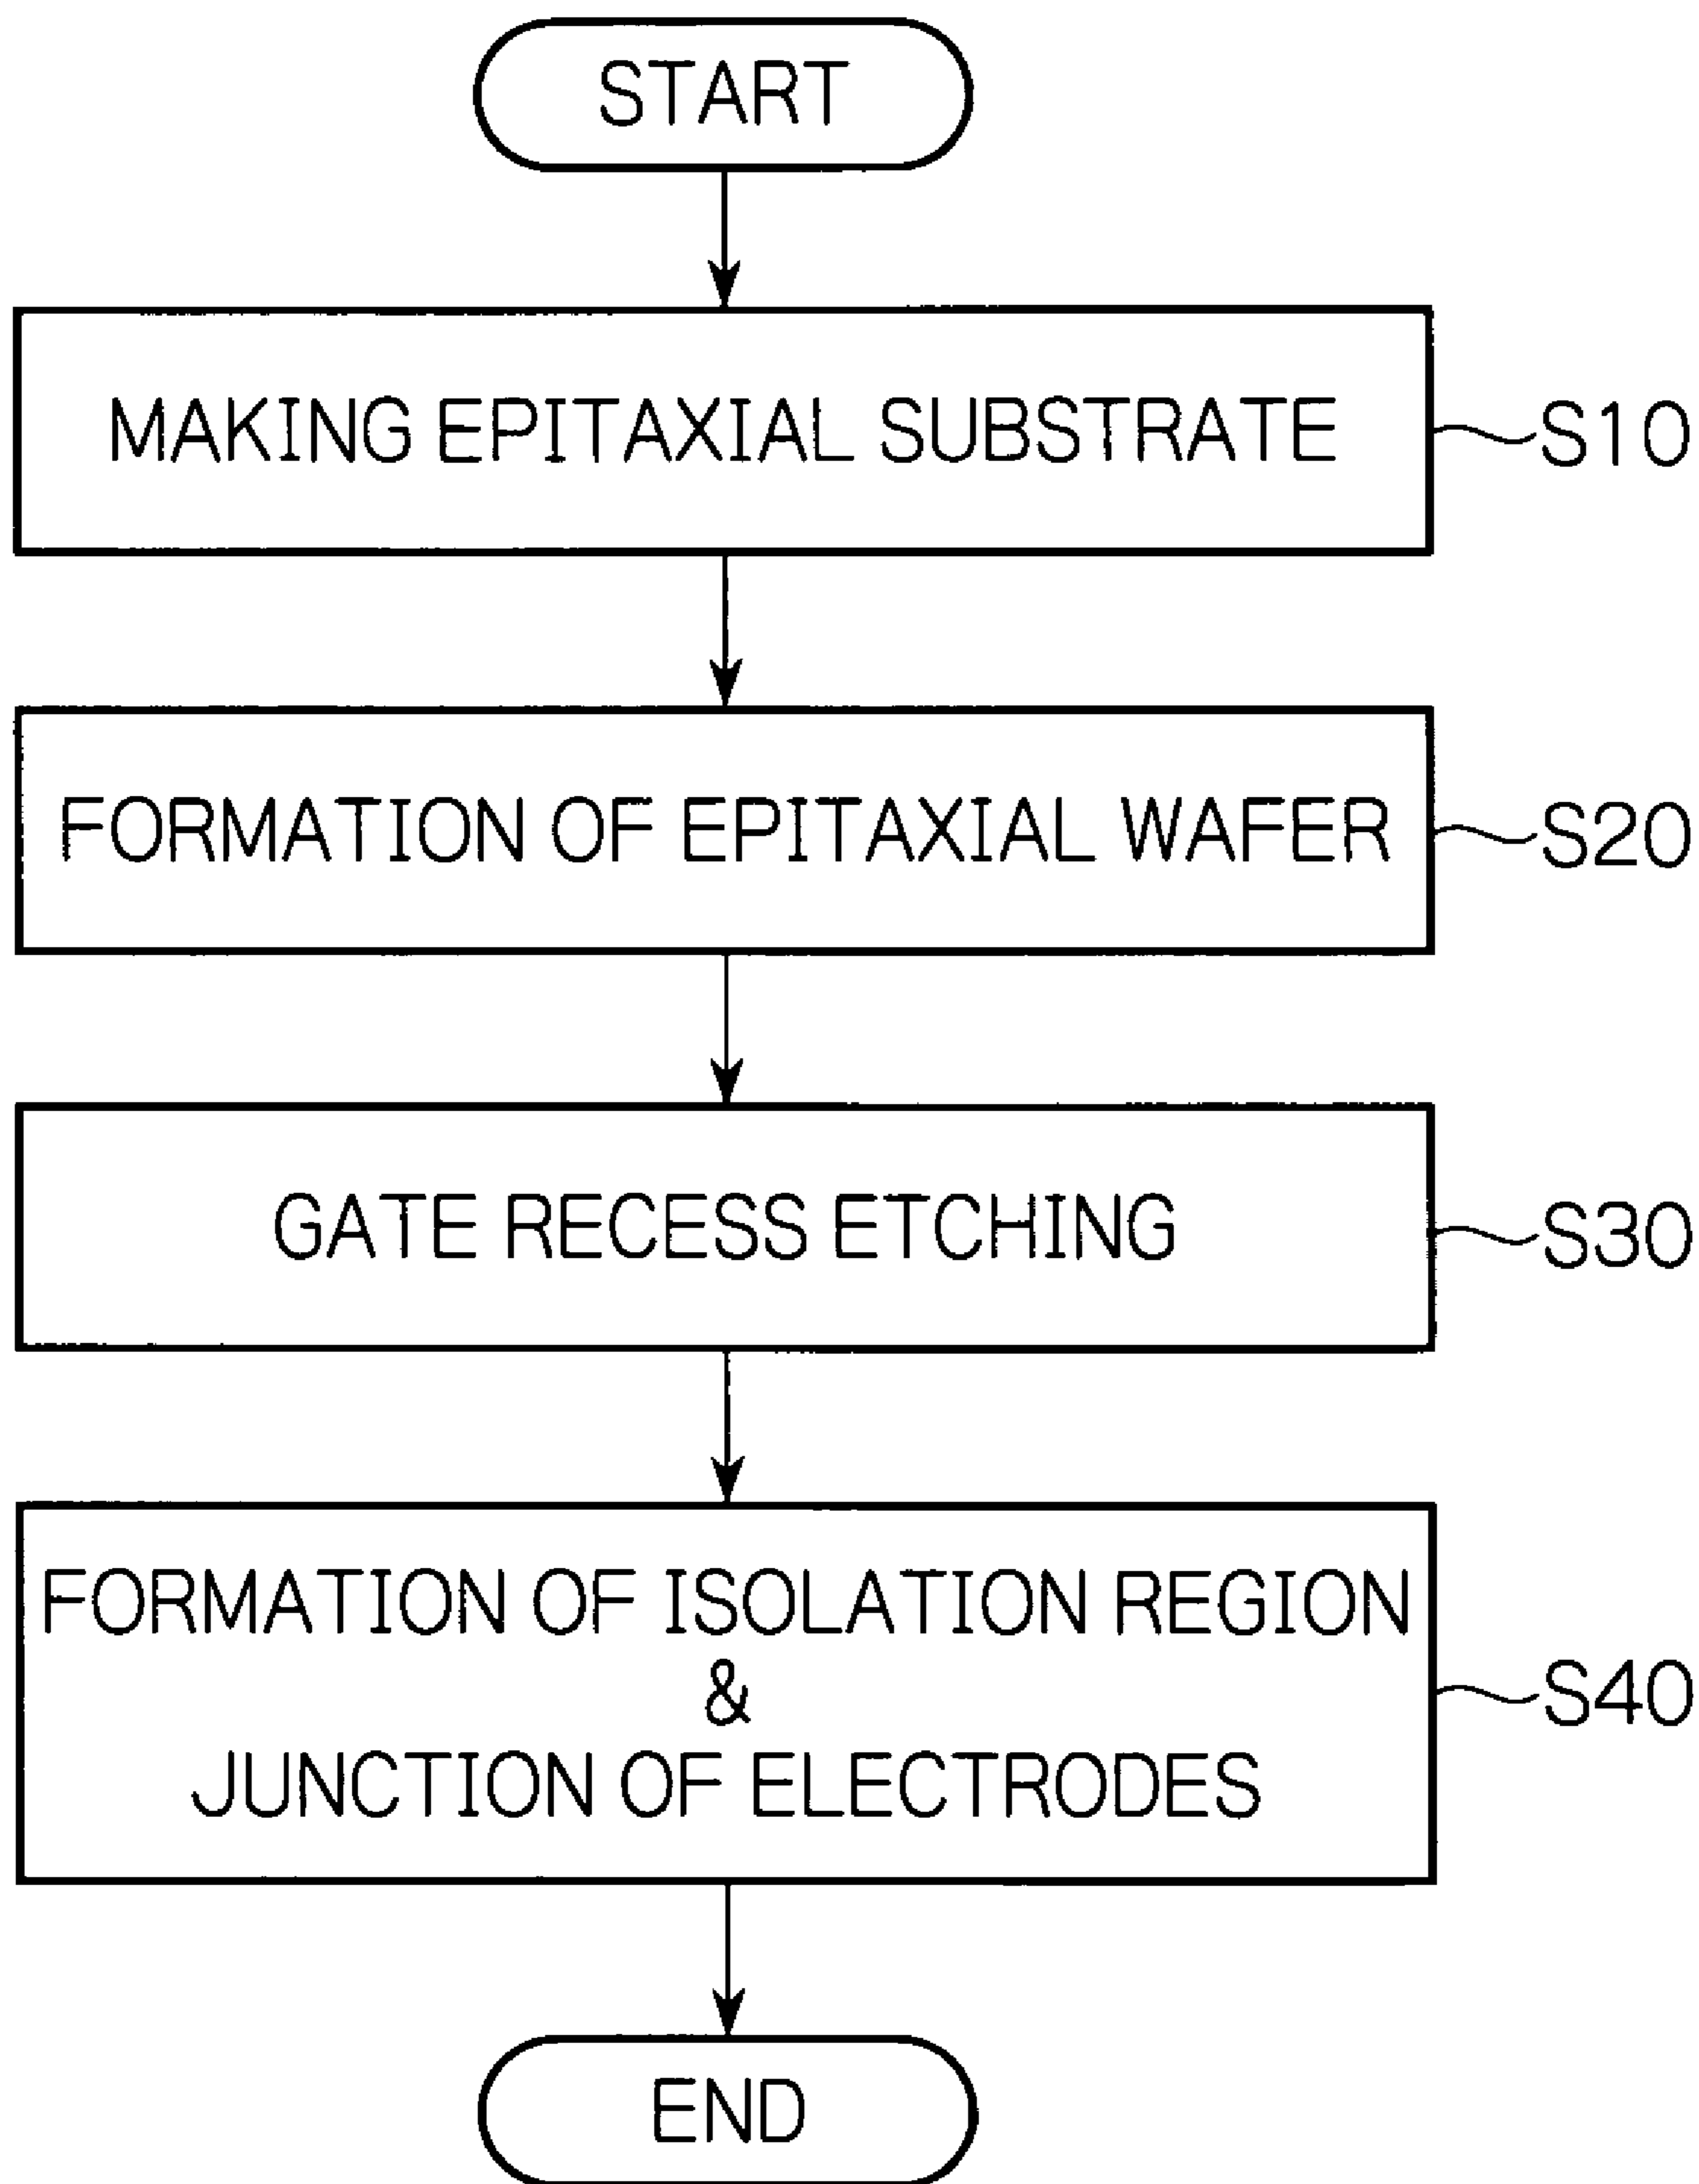 START
MAKING EPITAXIAL SUBSTRATE
S10
FORMATION OF EPITAXIAL WAFER
S20
GATE RECESS ETCHING
S30
FORMATION OF ISOLATION REGION
&
JUNCTION OF ELECTRODES
S40
END